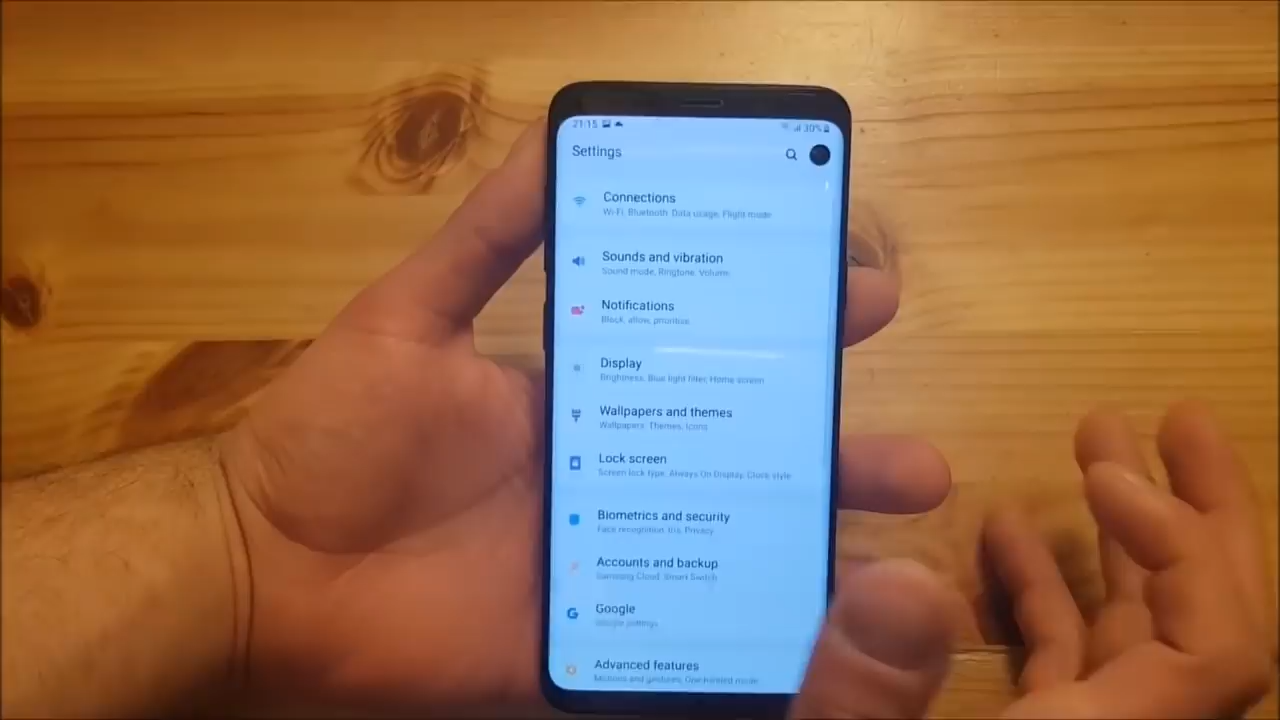 21:15
30%
Settings
Connections
Wi-Fi, Bluetooth, Data usage, Flight mode
Sounds and vibration
Sound mode, Ringtone, Volume
Notifications
Block, allow, prioritise
Display
Brightness, Blue light filter, Home screen
Wallpapers and themes
Wallpapers, Themes, Icons
Lock screen
Screen lock type, Always On Display, Clock style
Biometrics and security
Face recognition, Iris, Privacy
Accounts and backup
Samsung Cloud, Smart Switch
Google
Google settings
Advanced features
Motions and gestures, One-handed mode